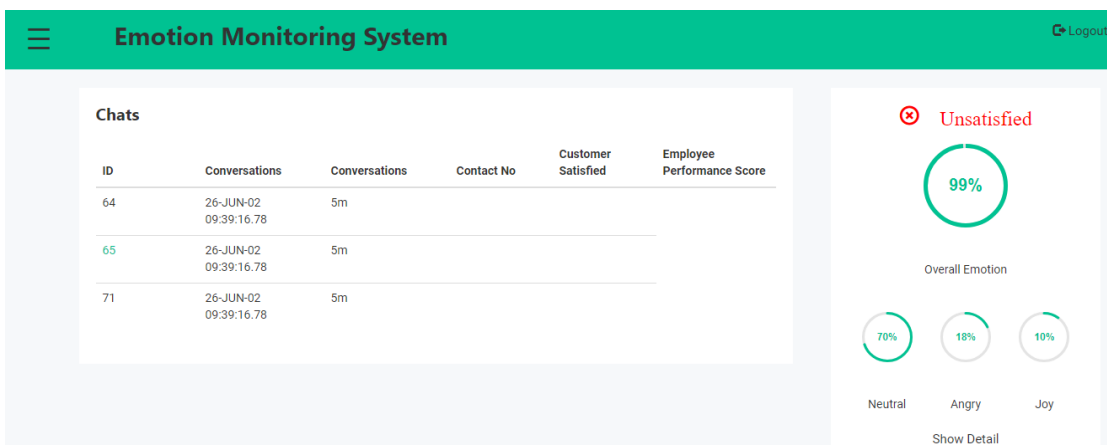 Emotion Monitoring System
Logout
Chats
ID Conversations Conversations Contact No Customer Satisfied Employee Performance Score
64 26-JUN-02 09:39:16.78 5m
65 26-JUN-02 09:39:16.78 5m
71 26-JUN-02 09:39:16.78 5m
Unsatisfied
99%
Overall Emotion
70% 18% 10%
Neutral Angry Joy
Show Detail